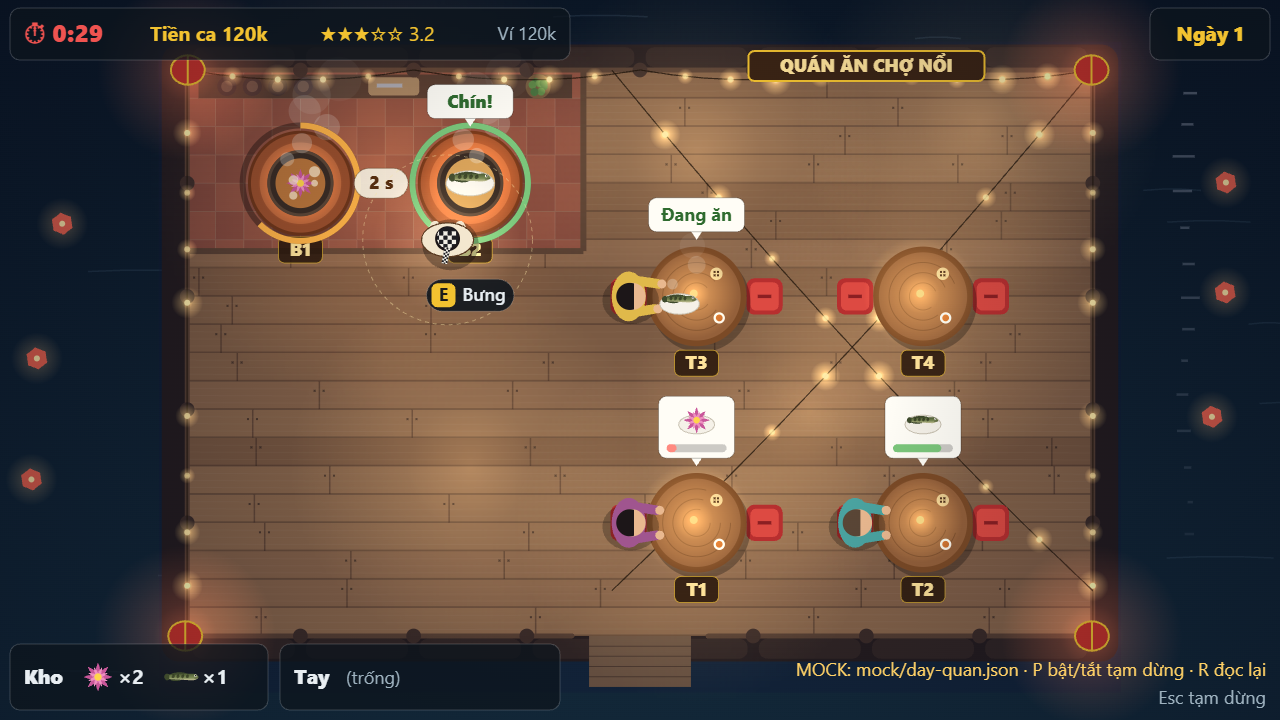 0:29 Tiền ca 120k ★★★☆☆ 3.2 Ví 120k
Ngày 1
QUÁN ĂN CHỢ NỔI
Chín!
2 s
B1
E Bưng
Đang ăn
T3
T4
T1
T2
Kho ×2 ×1
Tay (trống)
MOCK: mock/day-quan.json · P bật/tắt tạm dừng · R đọc lại
Esc tạm dừng